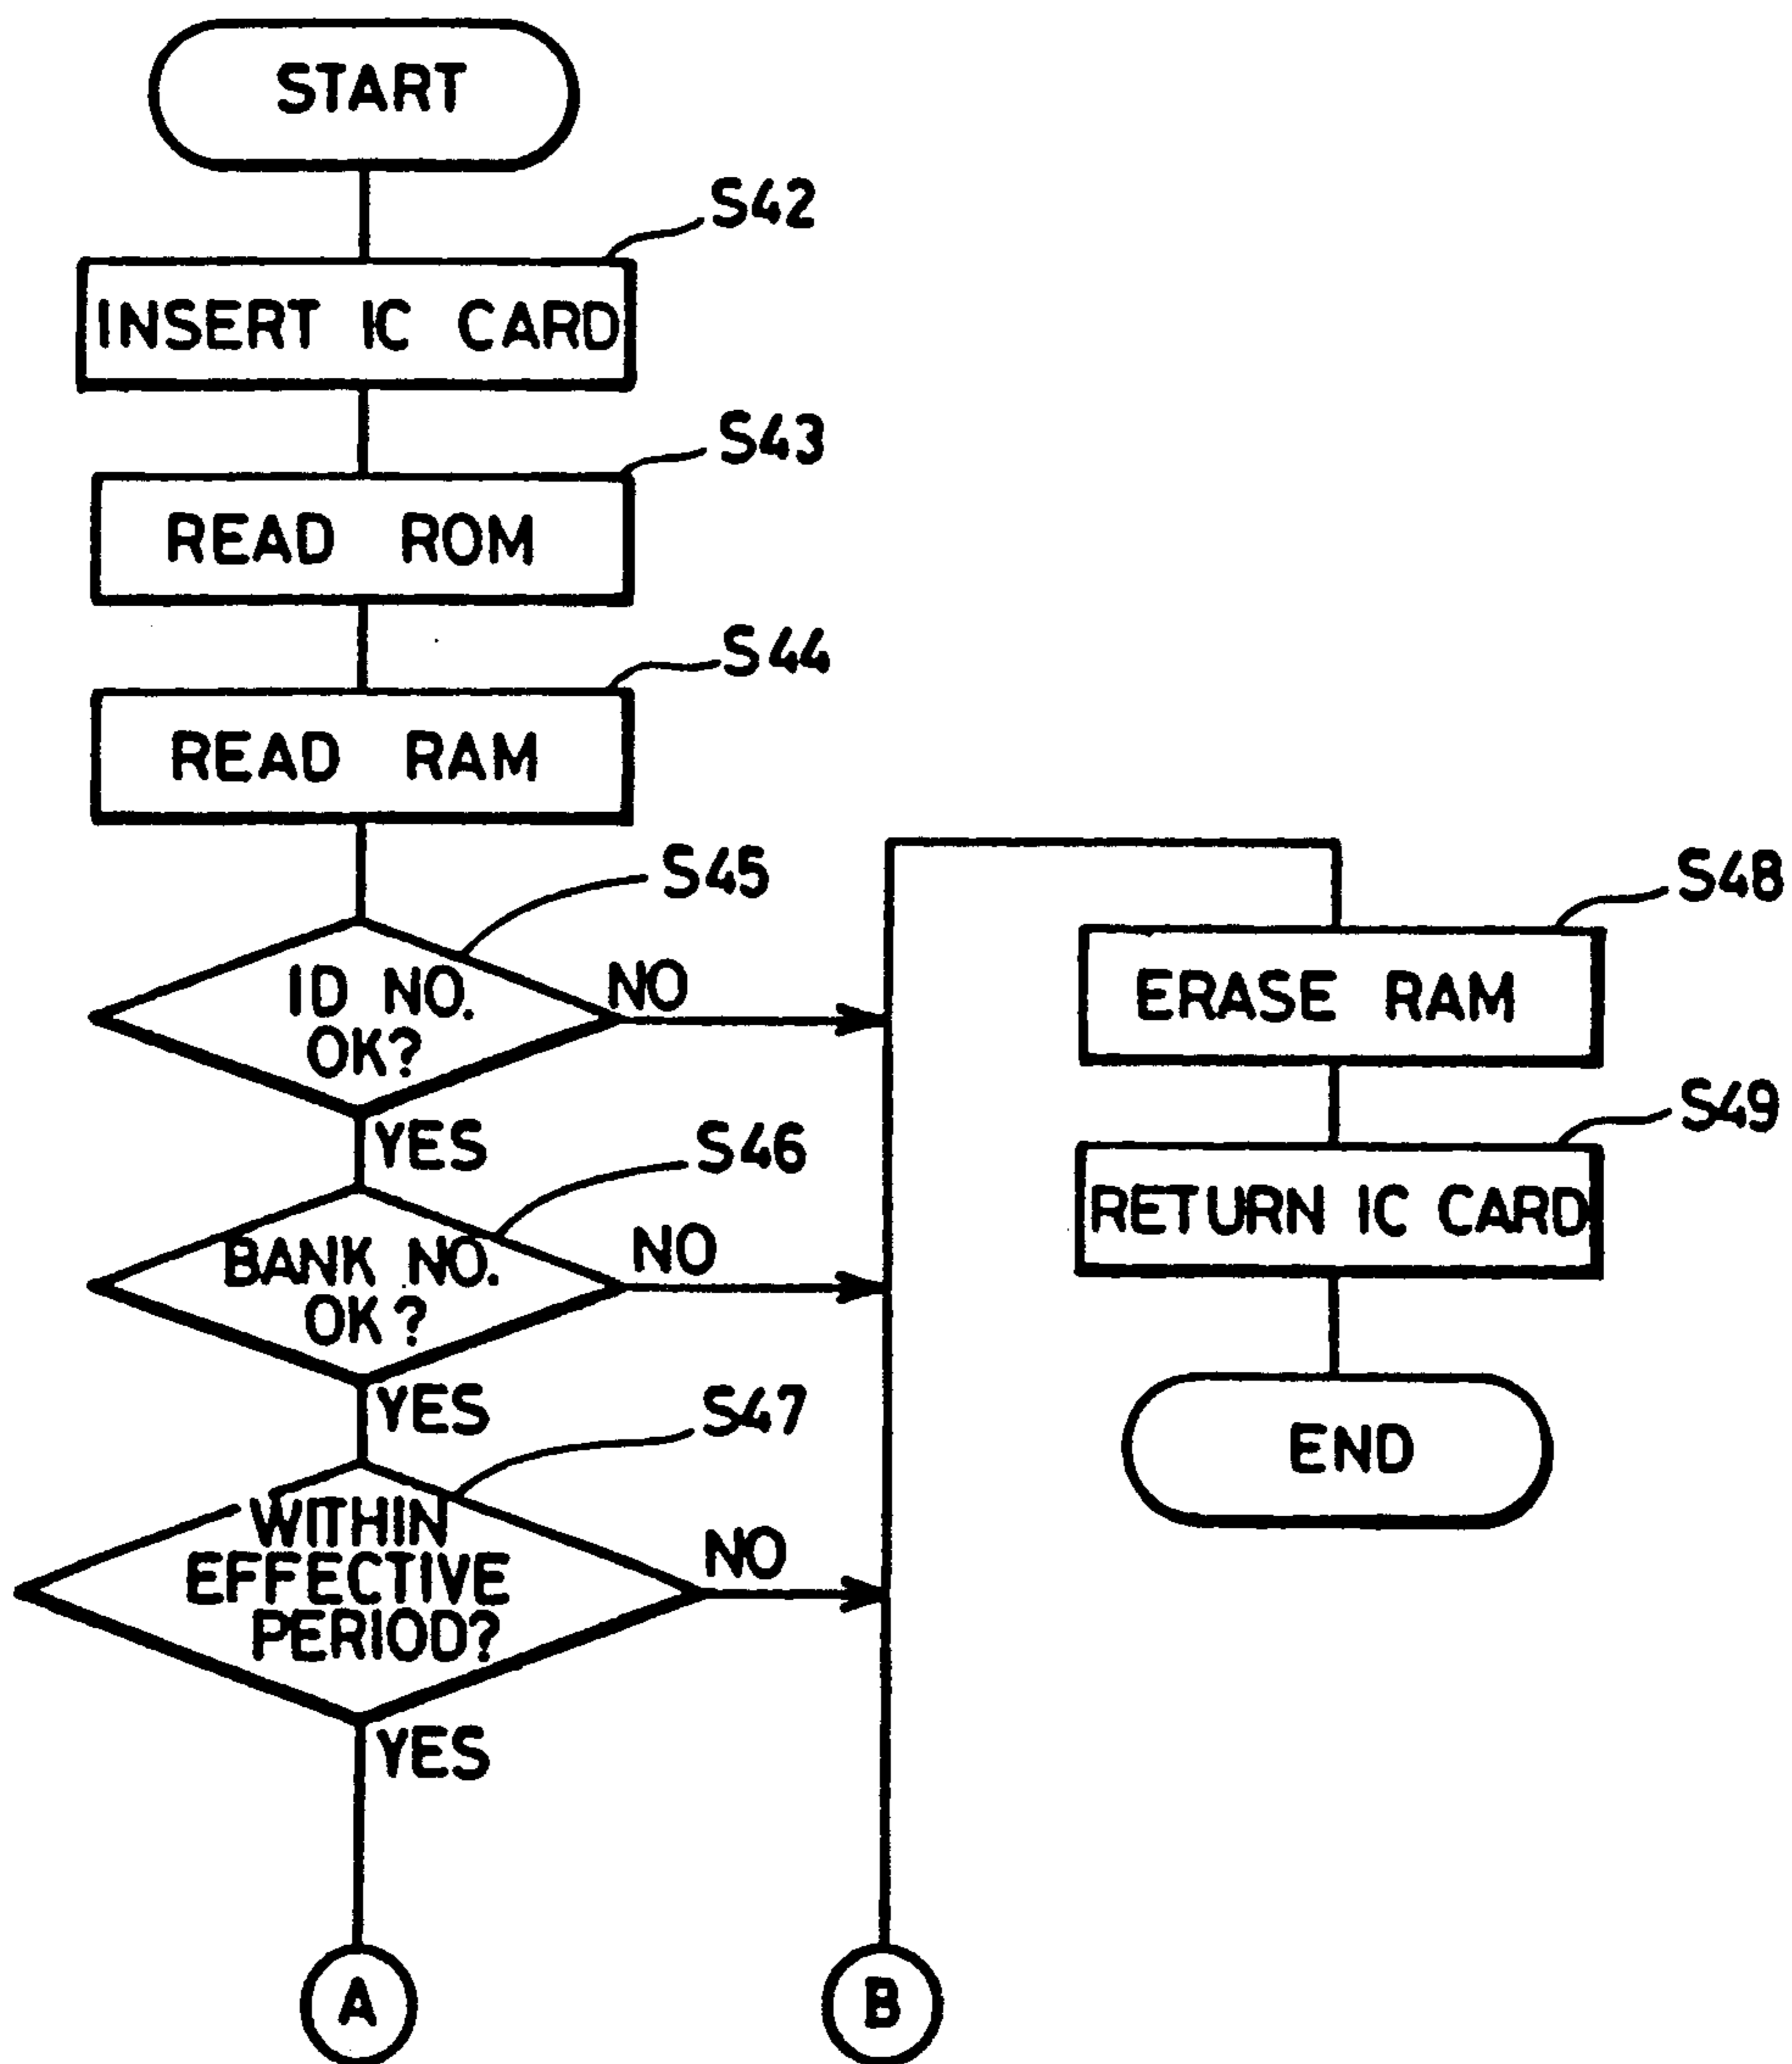 START
S42
INSERT IC CARD
S43
READ ROM
S44
READ RAM
S45
ID NO.
OK?
NO
YES
S46
BANK NO.
OK?
NO
YES
S47
WITHIN
EFFECTIVE
PERIOD?
NO
YES
A
B
S48
ERASE RAM
S49
RETURN IC CARD
END